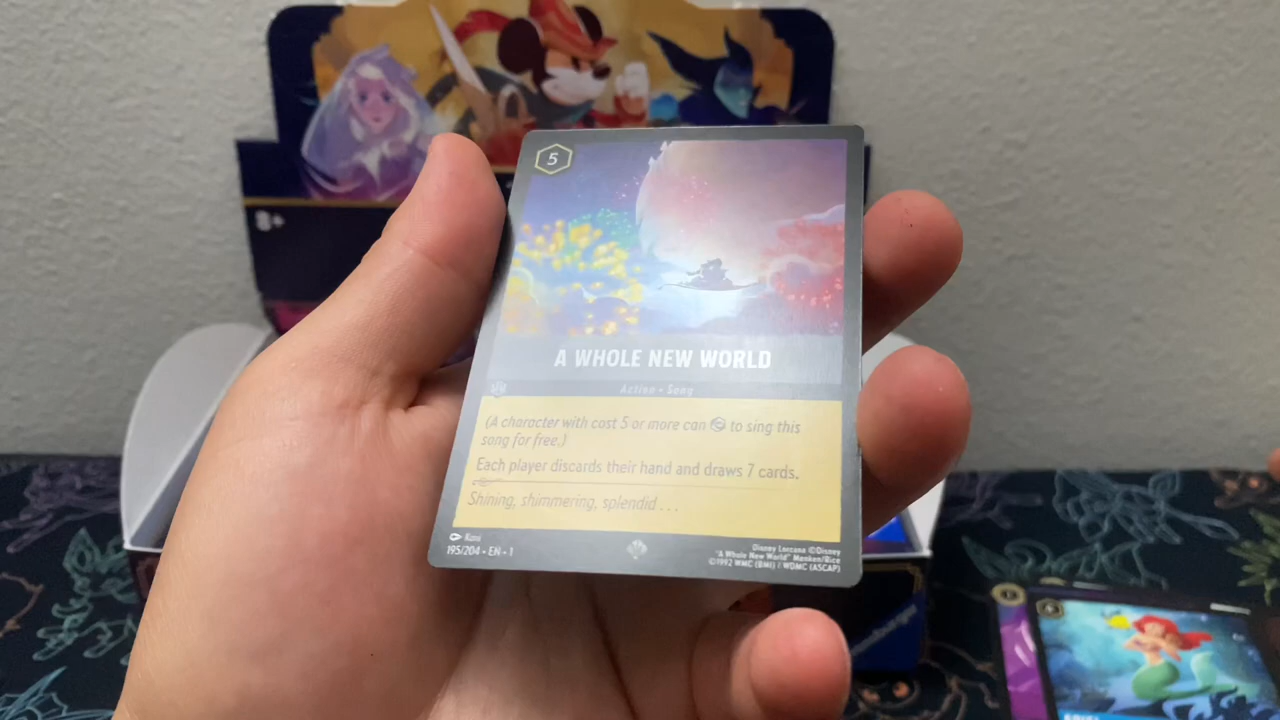 8+
5
A WHOLE NEW WORLD
Action • Song
(A character with cost 5 or more can to sing this
song for free.)
Each player discards their hand and draws 7 cards.
Shining, shimmering, splendid . . .
195/204 • EN • 1
Disney Lorcana ©Disney
"A Whole New World" Menken/Rice
©1992 WMC (BMI) / WDMC (ASCAP)